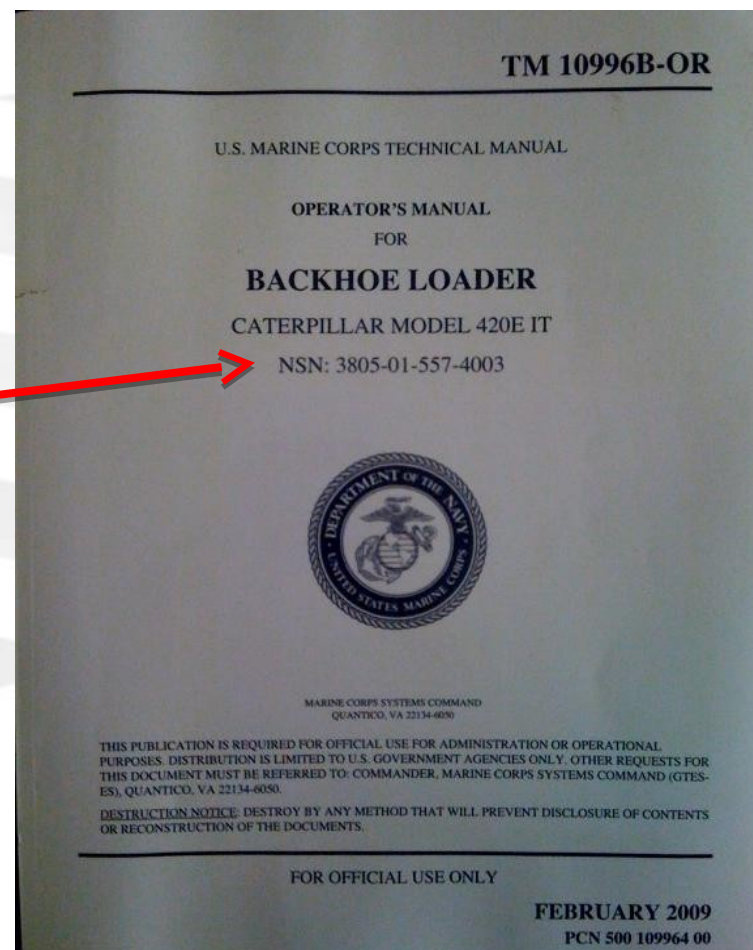 TM 10996B-OR
U.S. MARINE CORPS TECHNICAL MANUAL
OPERATOR'S MANUAL
FOR
BACKHOE LOADER
CATERPILLAR MODEL 420E IT
NSN: 3805-01-557-4003
DEPARTMENT OF THE NAVY
UNITED STATES MARINE CORPS
MARINE CORPS SYSTEMS COMMAND
QUANTICO, VA 22134-6050
THIS PUBLICATION IS REQUIRED FOR OFFICIAL USE FOR ADMINISTRATION OR OPERATIONAL
PURPOSES. DISTRIBUTION IS LIMITED TO U.S. GOVERNMENT AGENCIES ONLY. OTHER REQUESTS FOR
THIS DOCUMENT MUST BE REFERRED TO: COMMANDER, MARINE CORPS SYSTEMS COMMAND (GTES-
ES), QUANTICO, VA 22134-6050.
DESTRUCTION NOTICE: DESTROY BY ANY METHOD THAT WILL PREVENT DISCLOSURE OF CONTENTS
OR RECONSTRUCTION OF THE DOCUMENTS.
FOR OFFICIAL USE ONLY
FEBRUARY 2009
PCN 500 109964 00